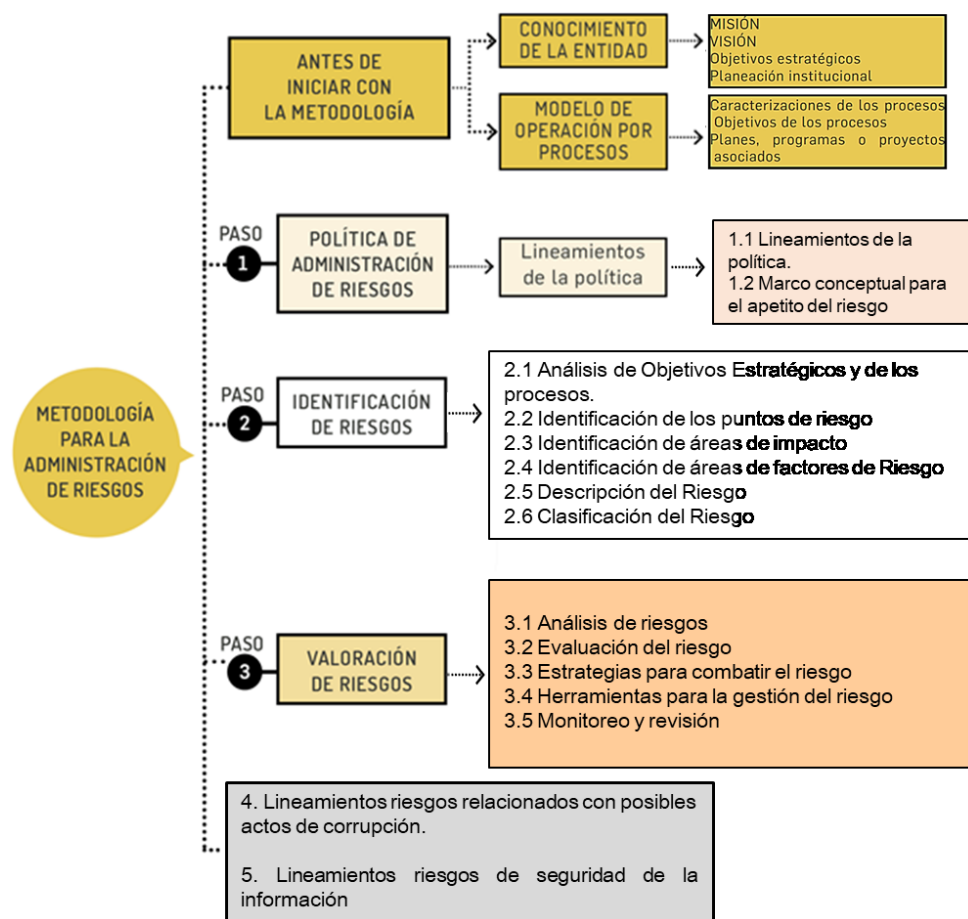 METODOLOGÍA
PARA LA
ADMINISTRACIÓN
DE RIESGOS
ANTES DE
INICIAR CON
LA METODOLOGÍA
CONOCIMIENTO
DE LA ENTIDAD
MISIÓN
VISIÓN
Objetivos estratégicos
Planeación institucional
MODELO DE
OPERACIÓN POR
PROCESOS
Caracterizaciones de los procesos
Objetivos de los procesos
Planes, programas o proyectos
asociados
PASO
1
POLÍTICA DE
ADMINISTRACIÓN
DE RIESGOS
Lineamientos
de la política
1.1 Lineamientos de la
política.
1.2 Marco conceptual para
el apetito del riesgo
PASO
2
IDENTIFICACIÓN
DE RIESGOS
2.1 Análisis de Objetivos Estratégicos y de los
procesos.
2.2 Identificación de los puntos de riesgo
2.3 Identificación de áreas de impacto
2.4 Identificación de áreas de factores de Riesgo
2.5 Descripción del Riesgo
2.6 Clasificación del Riesgo
PASO
3
VALORACIÓN
DE RIESGOS
3.1 Análisis de riesgos
3.2 Evaluación del riesgo
3.3 Estrategias para combatir el riesgo
3.4 Herramientas para la gestión del riesgo
3.5 Monitoreo y revisión
4. Lineamientos riesgos relacionados con posibles
actos de corrupción.
5. Lineamientos riesgos de seguridad de la
información